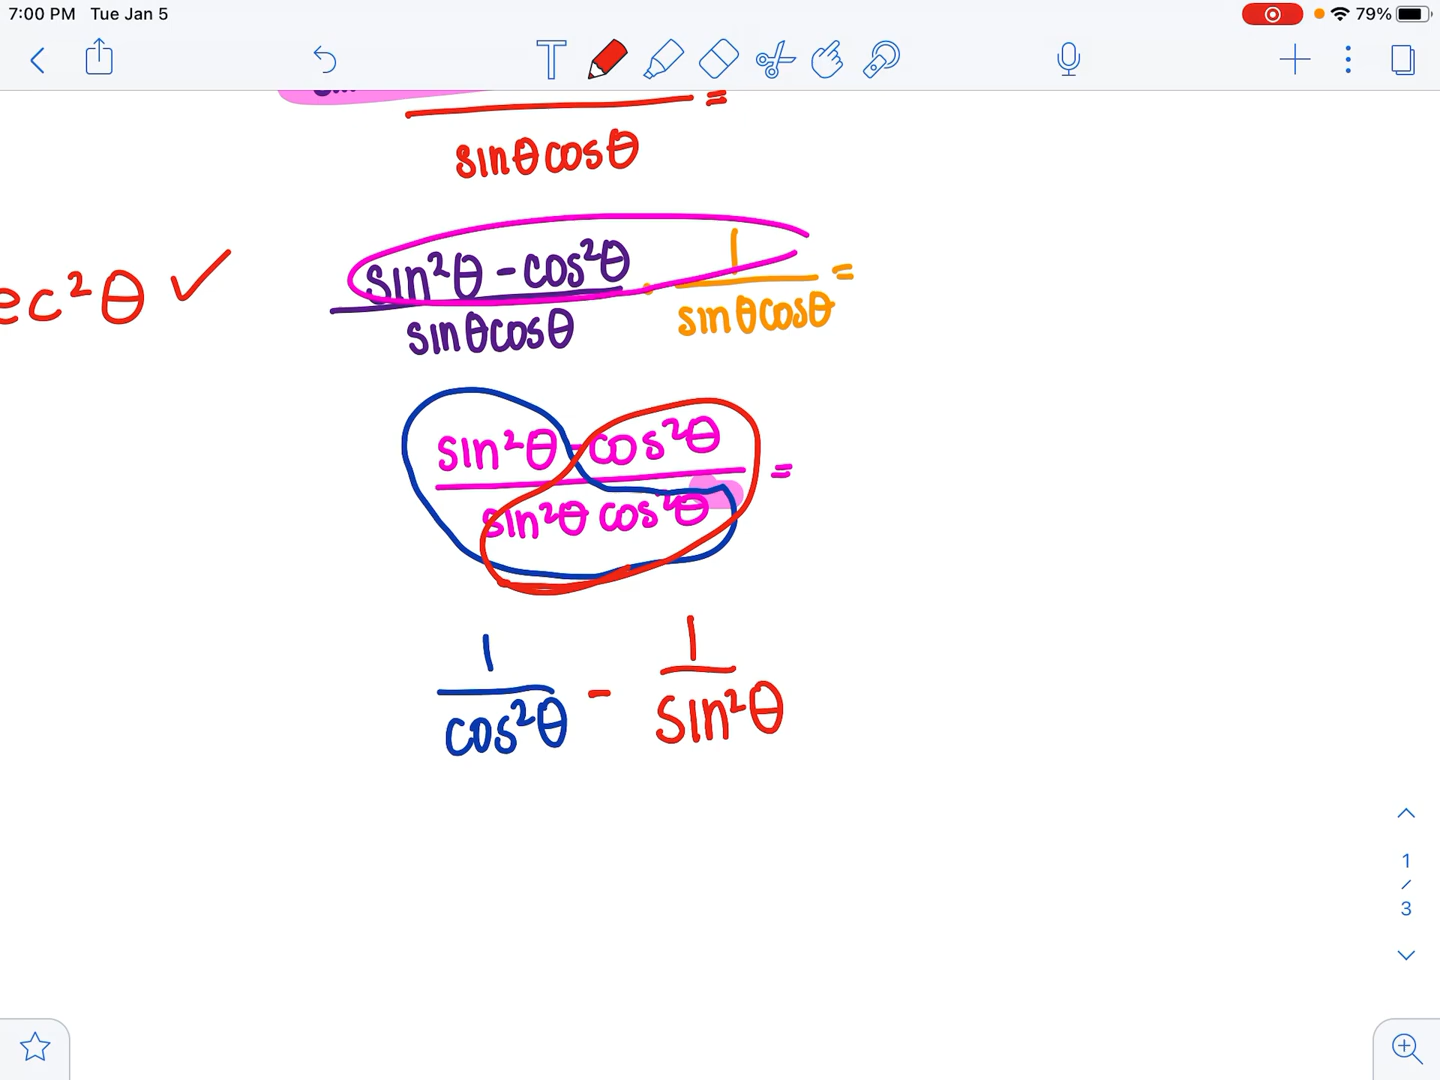 7:00 PM Tue Jan 5 79%
T
=
sinθcosθ
ec²θ ✓
sin²θ - cos²θ / sinθcosθ · 1 / sinθcosθ =
sin²θ - cos²θ / sin²θ cos²θ =
1 / cos²θ - 1 / sin²θ
1
/
3